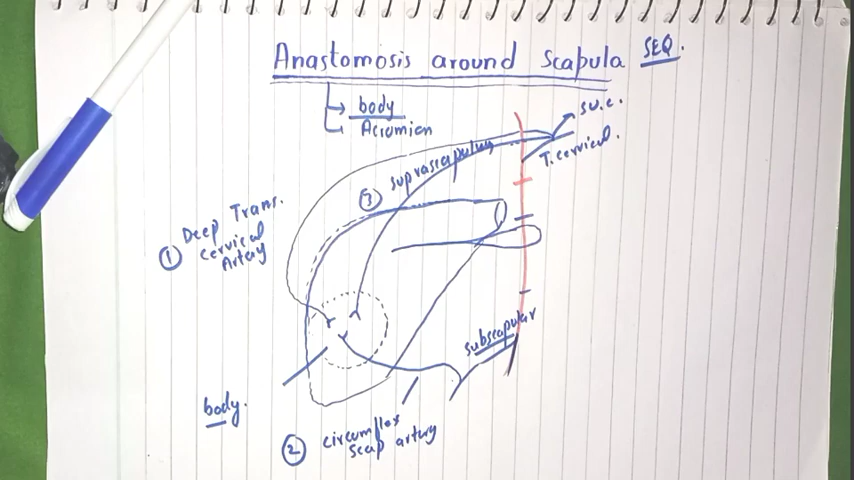 Anastomosis around scapula SEQ.
body
Acromion
su.c.
T. cervical.
③ suprascapular
① Deep Trans.
cervical
Artery
subscapular
body.
② circumflex
scap artery